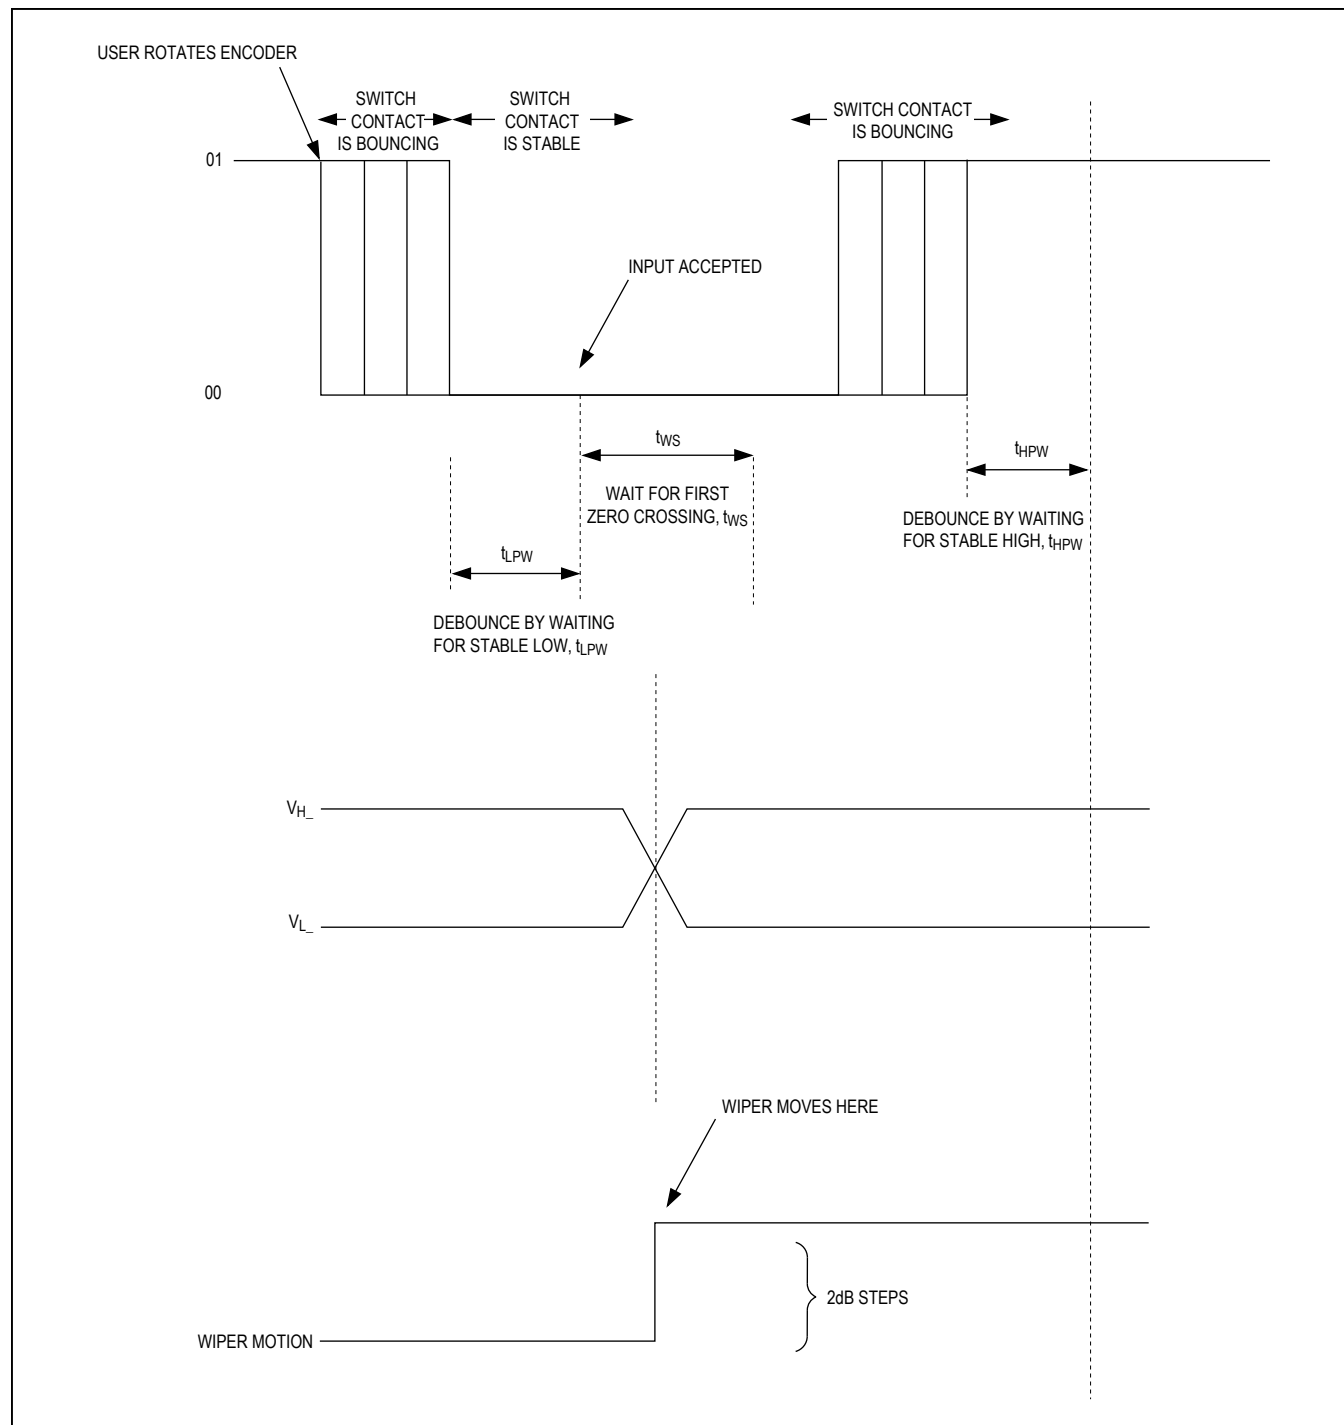 USER ROTATES ENCODER
SWITCH
CONTACT
IS BOUNCING
SWITCH
CONTACT
IS STABLE
SWITCH CONTACT
IS BOUNCING
01
INPUT ACCEPTED
00
tWS
tHPW
WAIT FOR FIRST
ZERO CROSSING, tWS
DEBOUNCE BY WAITING
FOR STABLE HIGH, tHPW
tLPW
DEBOUNCE BY WAITING
FOR STABLE LOW, tLPW
VH_
VL_
WIPER MOVES HERE
2dB STEPS
WIPER MOTION